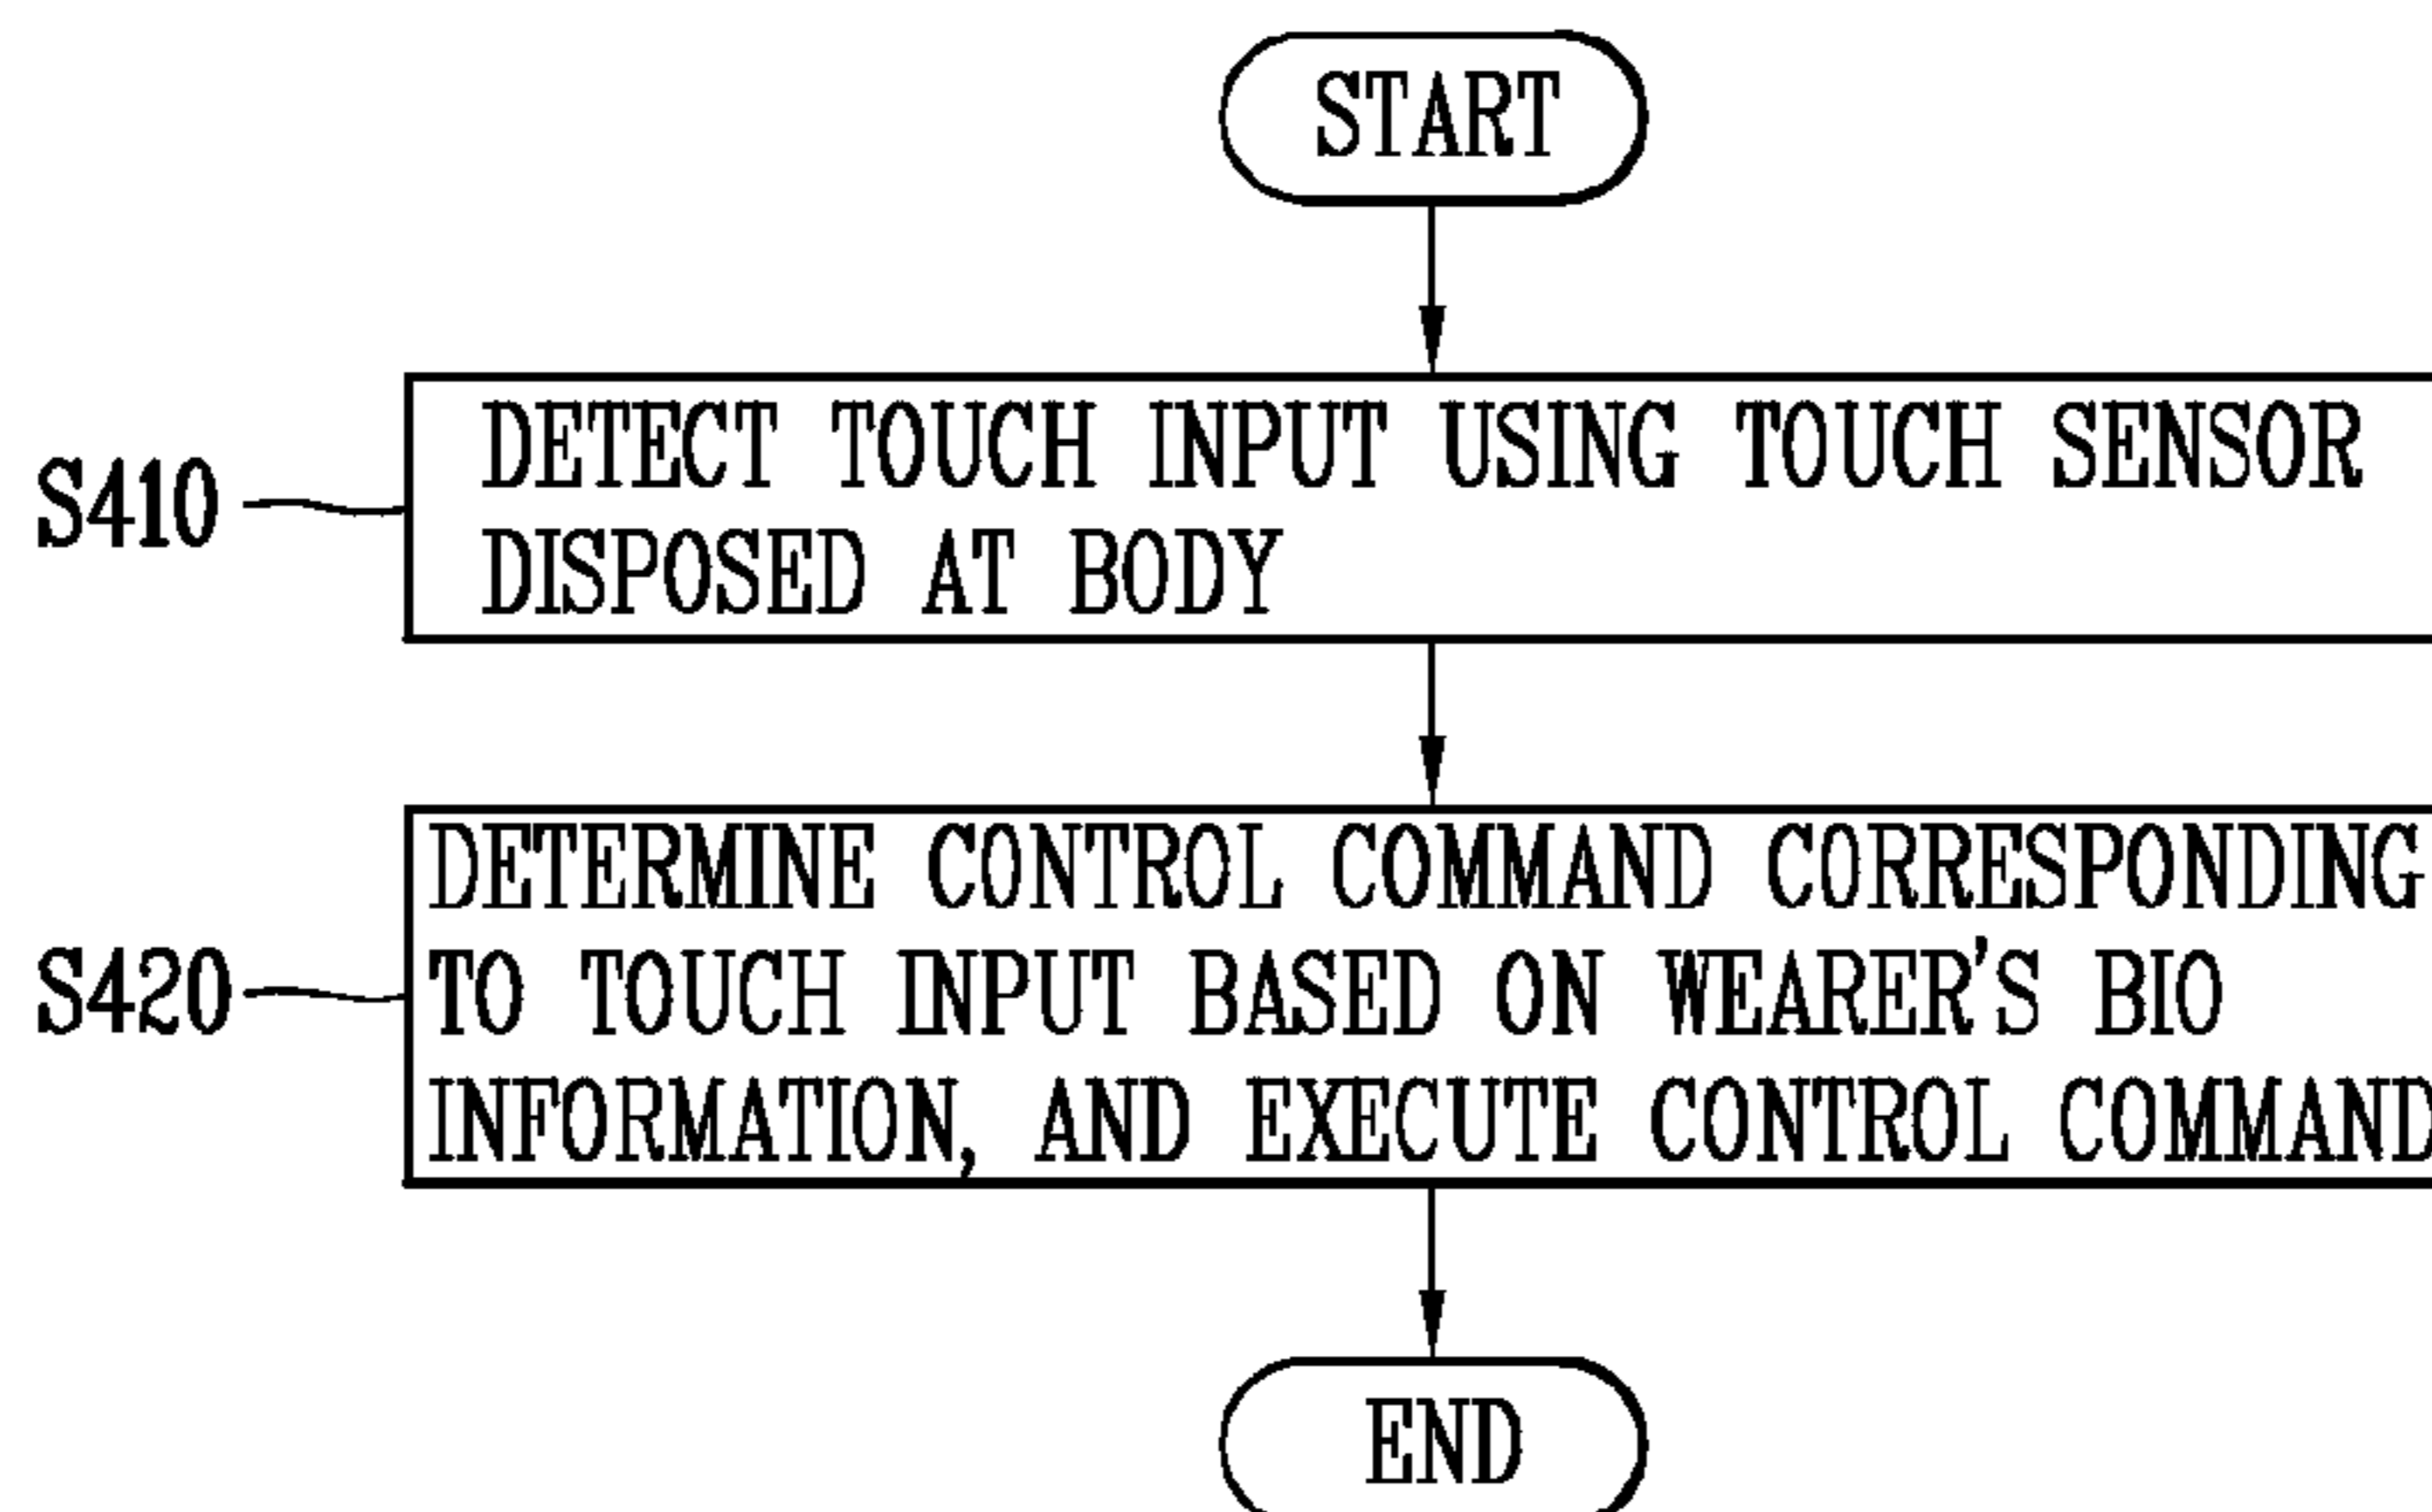 START
S410
DETECT TOUCH INPUT USING TOUCH SENSOR
DISPOSED AT BODY
S420
DETERMINE CONTROL COMMAND CORRESPONDING
TO TOUCH INPUT BASED ON WEARER'S BIO
INFORMATION, AND EXECUTE CONTROL COMMAND
END